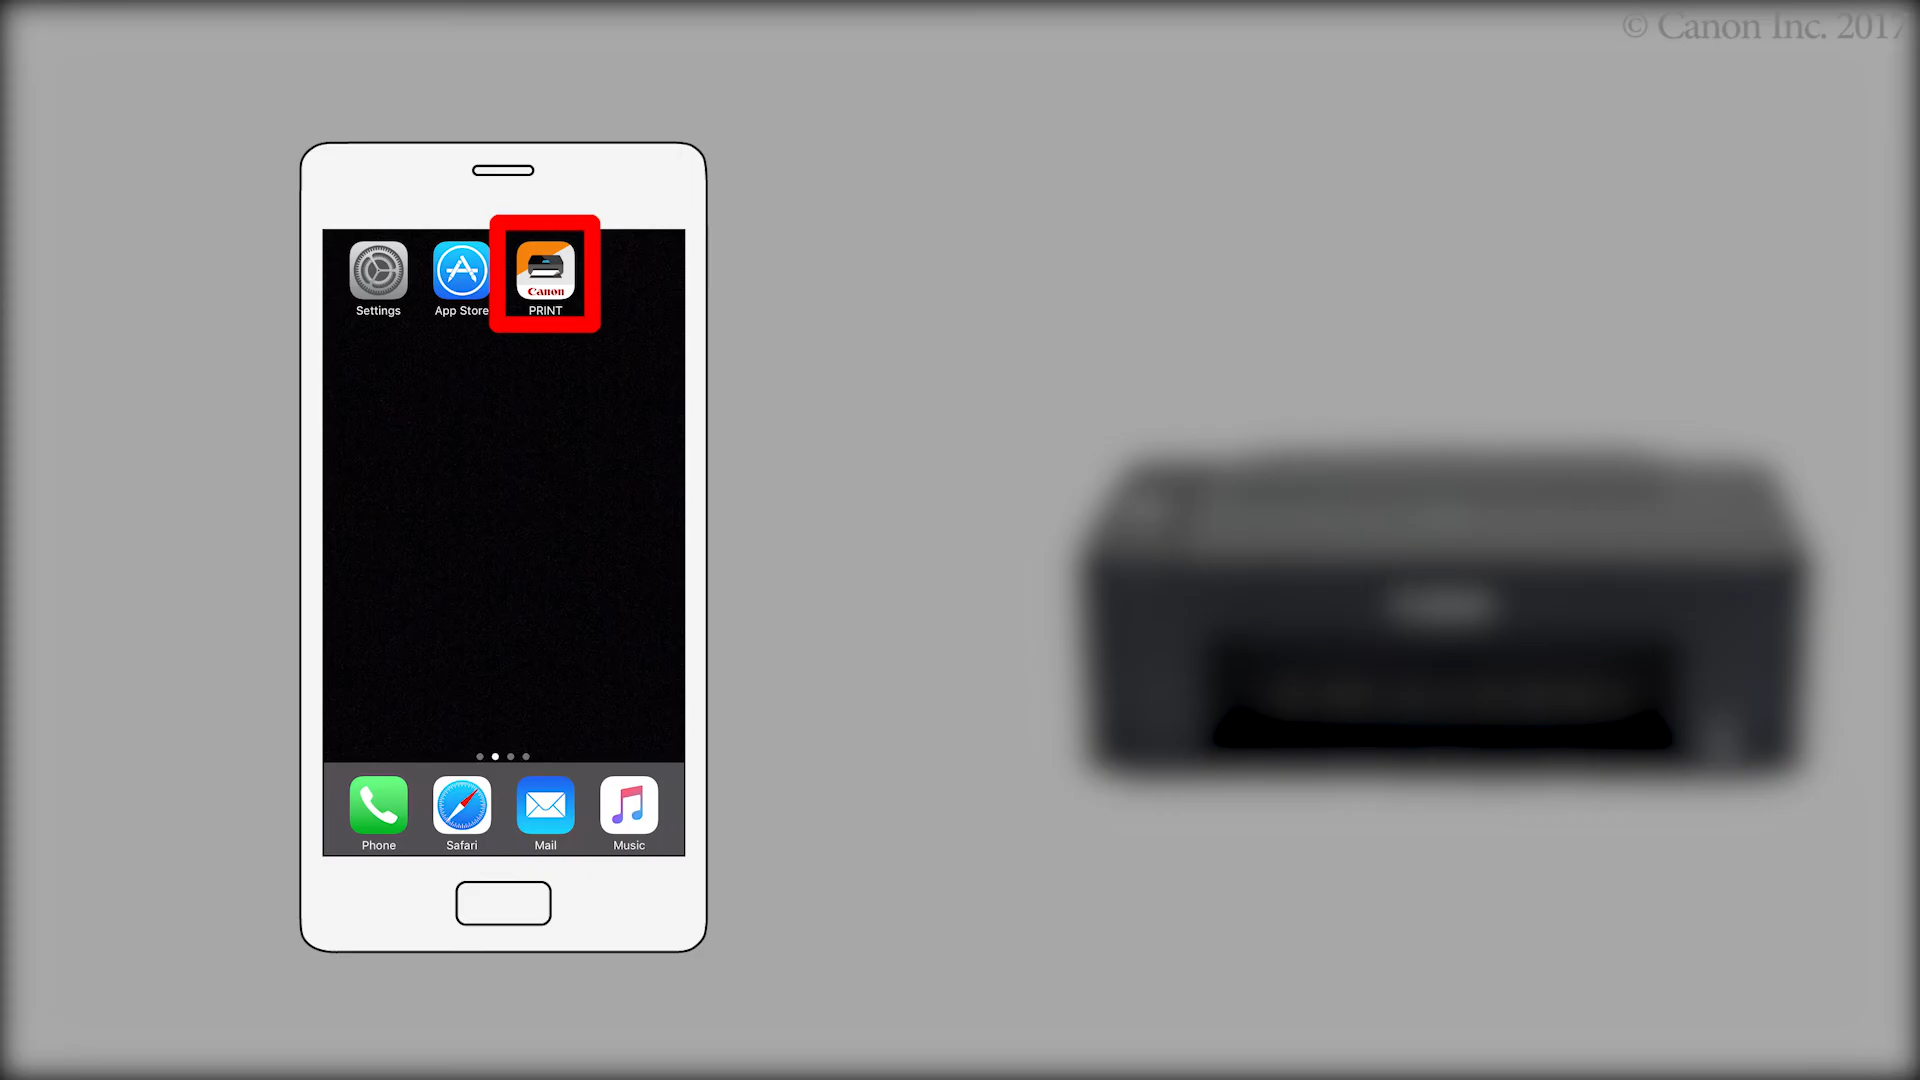 © Canon Inc. 2017
Settings
App Store
Canon
PRINT
Phone
Safari
Mail
Music